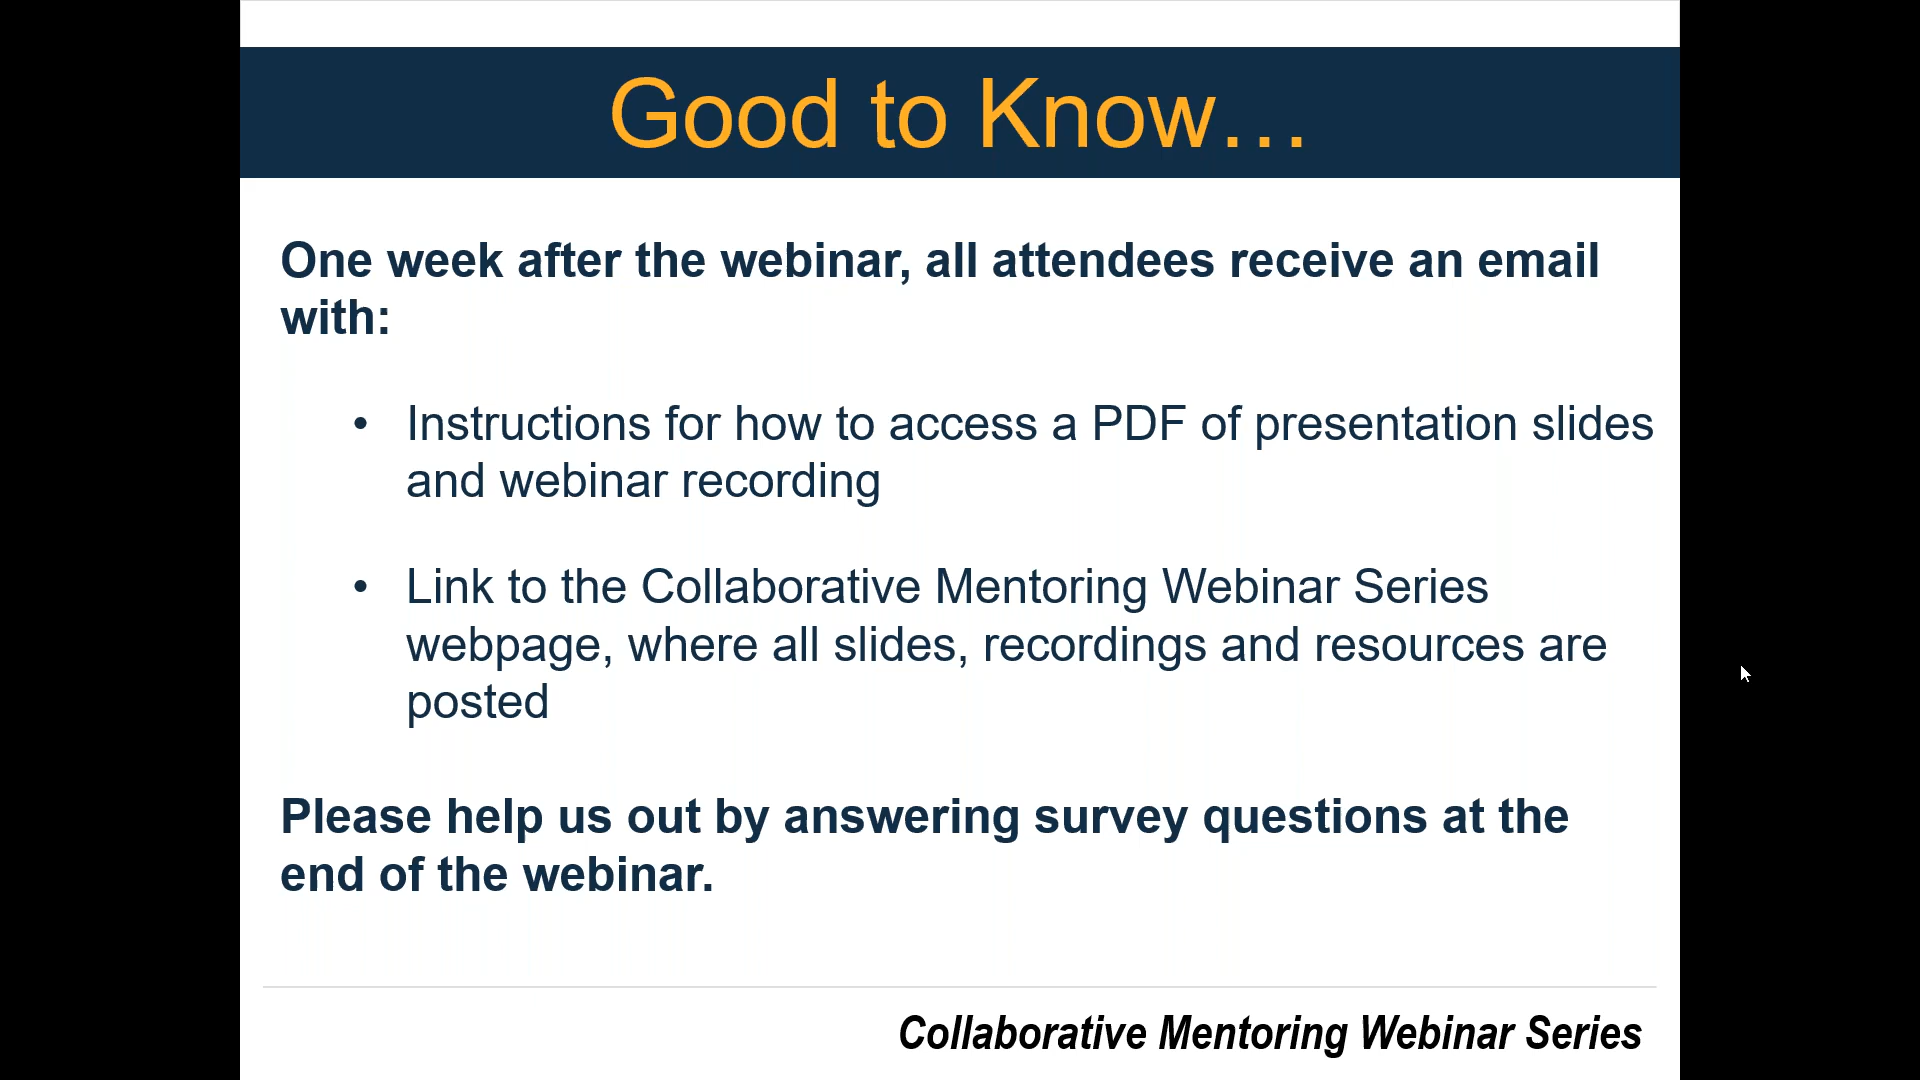 Good to Know…
One week after the webinar, all attendees receive an email
with:
• Instructions for how to access a PDF of presentation slides
and webinar recording
• Link to the Collaborative Mentoring Webinar Series
webpage, where all slides, recordings and resources are
posted
Please help us out by answering survey questions at the
end of the webinar.
Collaborative Mentoring Webinar Series